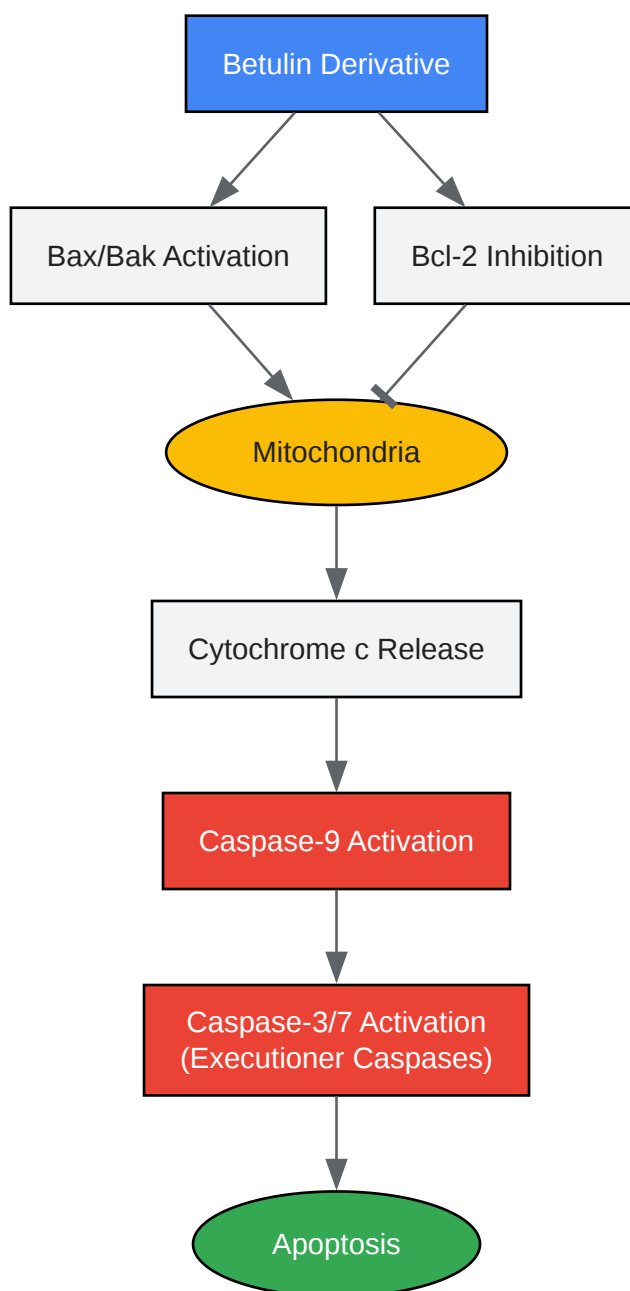 Betulin Derivative
Bax/Bak Activation
Bcl-2 Inhibition
Mitochondria
Cytochrome c Release
Caspase-9 Activation
Caspase-3/7 Activation
(Executioner Caspases)
Apoptosis